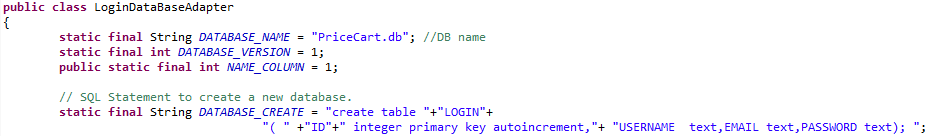 public class LoginDataBaseAdapter
{
static final String DATABASE_NAME = "PriceCart.db"; //DB name
static final int DATABASE_VERSION = 1;
public static final int NAME_COLUMN = 1;
// SQL Statement to create a new database.
static final String DATABASE_CREATE = "create table "+"LOGIN"+
"( " +"ID"+" integer primary key autoincrement,"+ "USERNAME  text,EMAIL text,PASSWORD text); ";